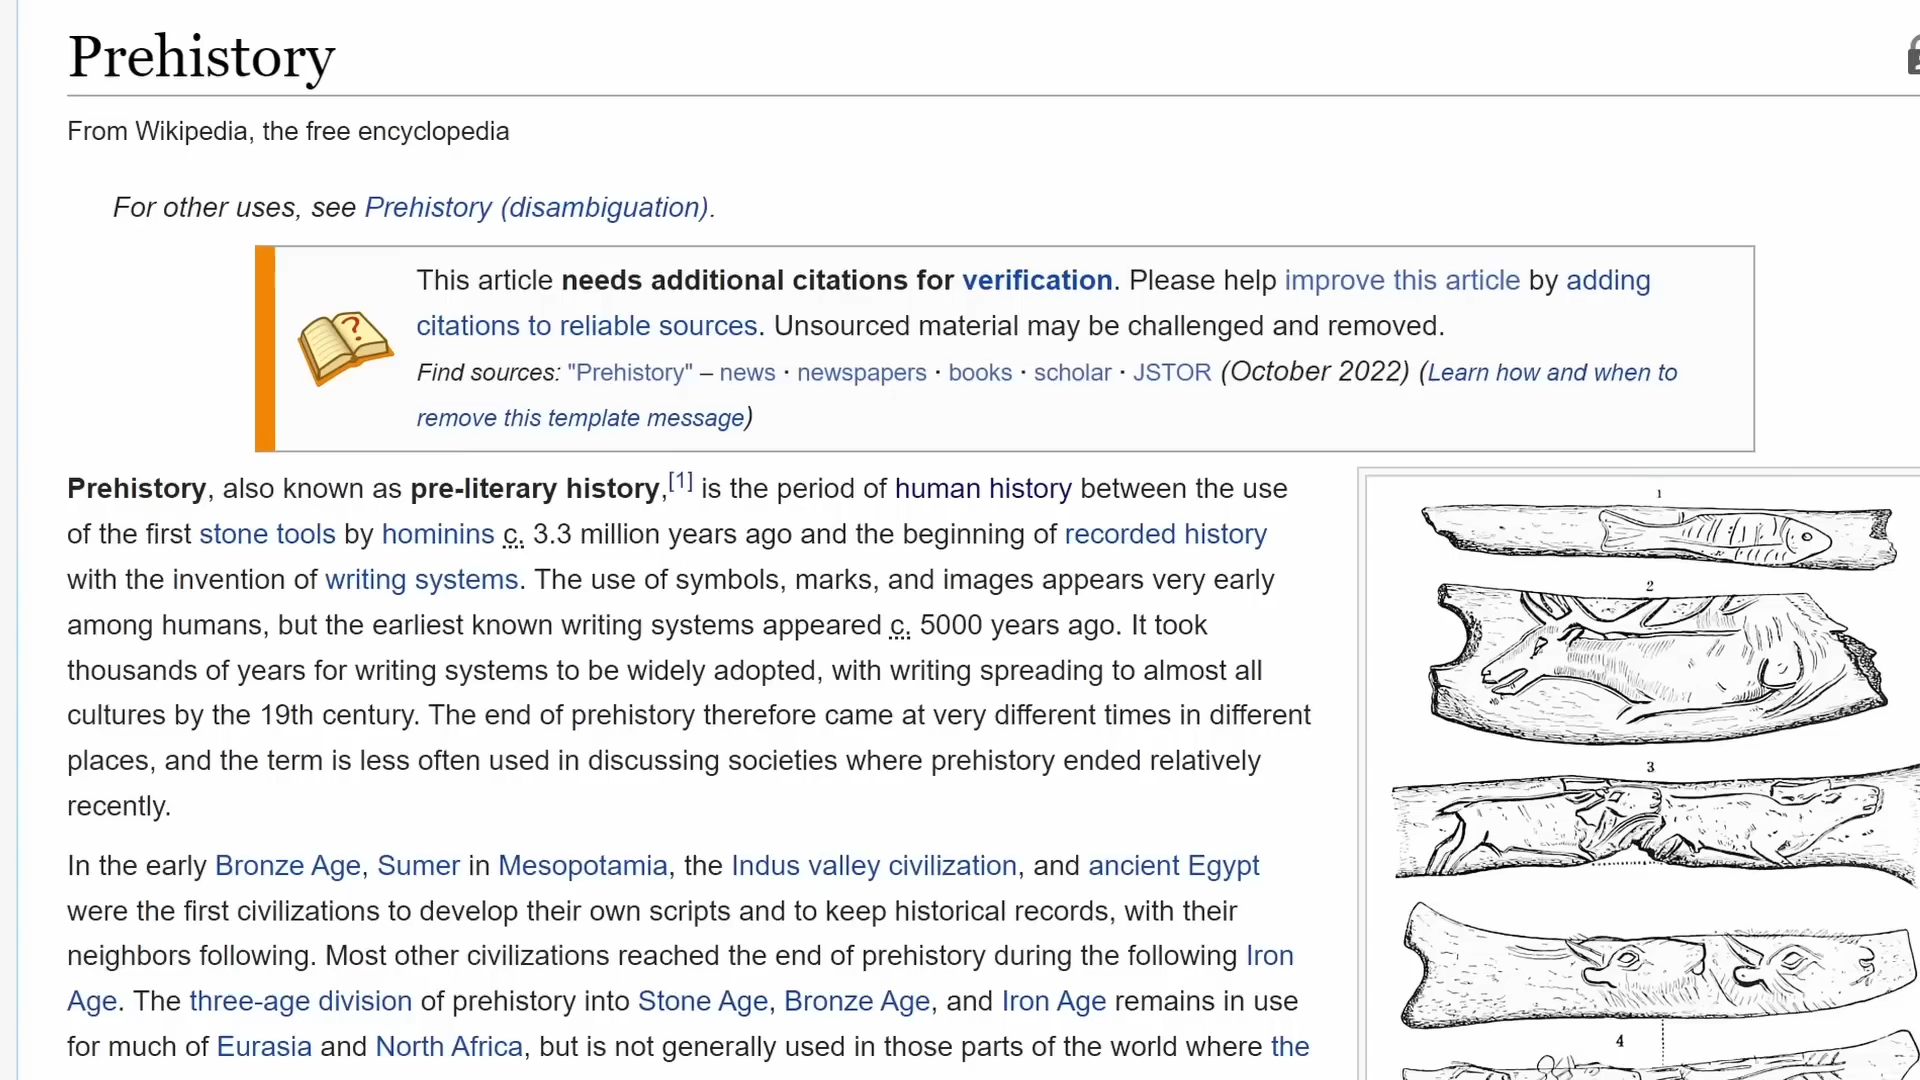 Prehistory
From Wikipedia, the free encyclopedia
For other uses, see Prehistory (disambiguation).
This article needs additional citations for verification. Please help improve this article by adding
citations to reliable sources. Unsourced material may be challenged and removed.
Find sources: "Prehistory" – news · newspapers · books · scholar · JSTOR (October 2022) (Learn how and when to
remove this template message)
Prehistory, also known as pre-literary history,[1] is the period of human history between the use
of the first stone tools by hominins c. 3.3 million years ago and the beginning of recorded history
with the invention of writing systems. The use of symbols, marks, and images appears very early
among humans, but the earliest known writing systems appeared c. 5000 years ago. It took
thousands of years for writing systems to be widely adopted, with writing spreading to almost all
cultures by the 19th century. The end of prehistory therefore came at very different times in different
places, and the term is less often used in discussing societies where prehistory ended relatively
recently.
In the early Bronze Age, Sumer in Mesopotamia, the Indus valley civilization, and ancient Egypt
were the first civilizations to develop their own scripts and to keep historical records, with their
neighbors following. Most other civilizations reached the end of prehistory during the following Iron
Age. The three-age division of prehistory into Stone Age, Bronze Age, and Iron Age remains in use
for much of Eurasia and North Africa, but is not generally used in those parts of the world where the
1
2
3
4